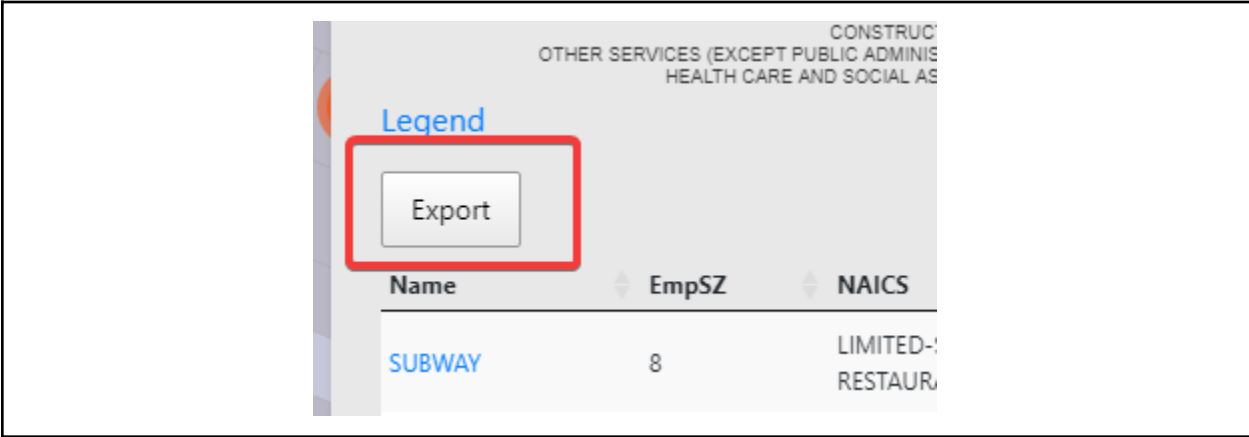 CONSTRUC
OTHER SERVICES (EXCEPT PUBLIC ADMINIS
HEALTH CARE AND SOCIAL AS
Legend
Export
Name EmpSZ NAICS
SUBWAY 8 LIMITED-
RESTAUR